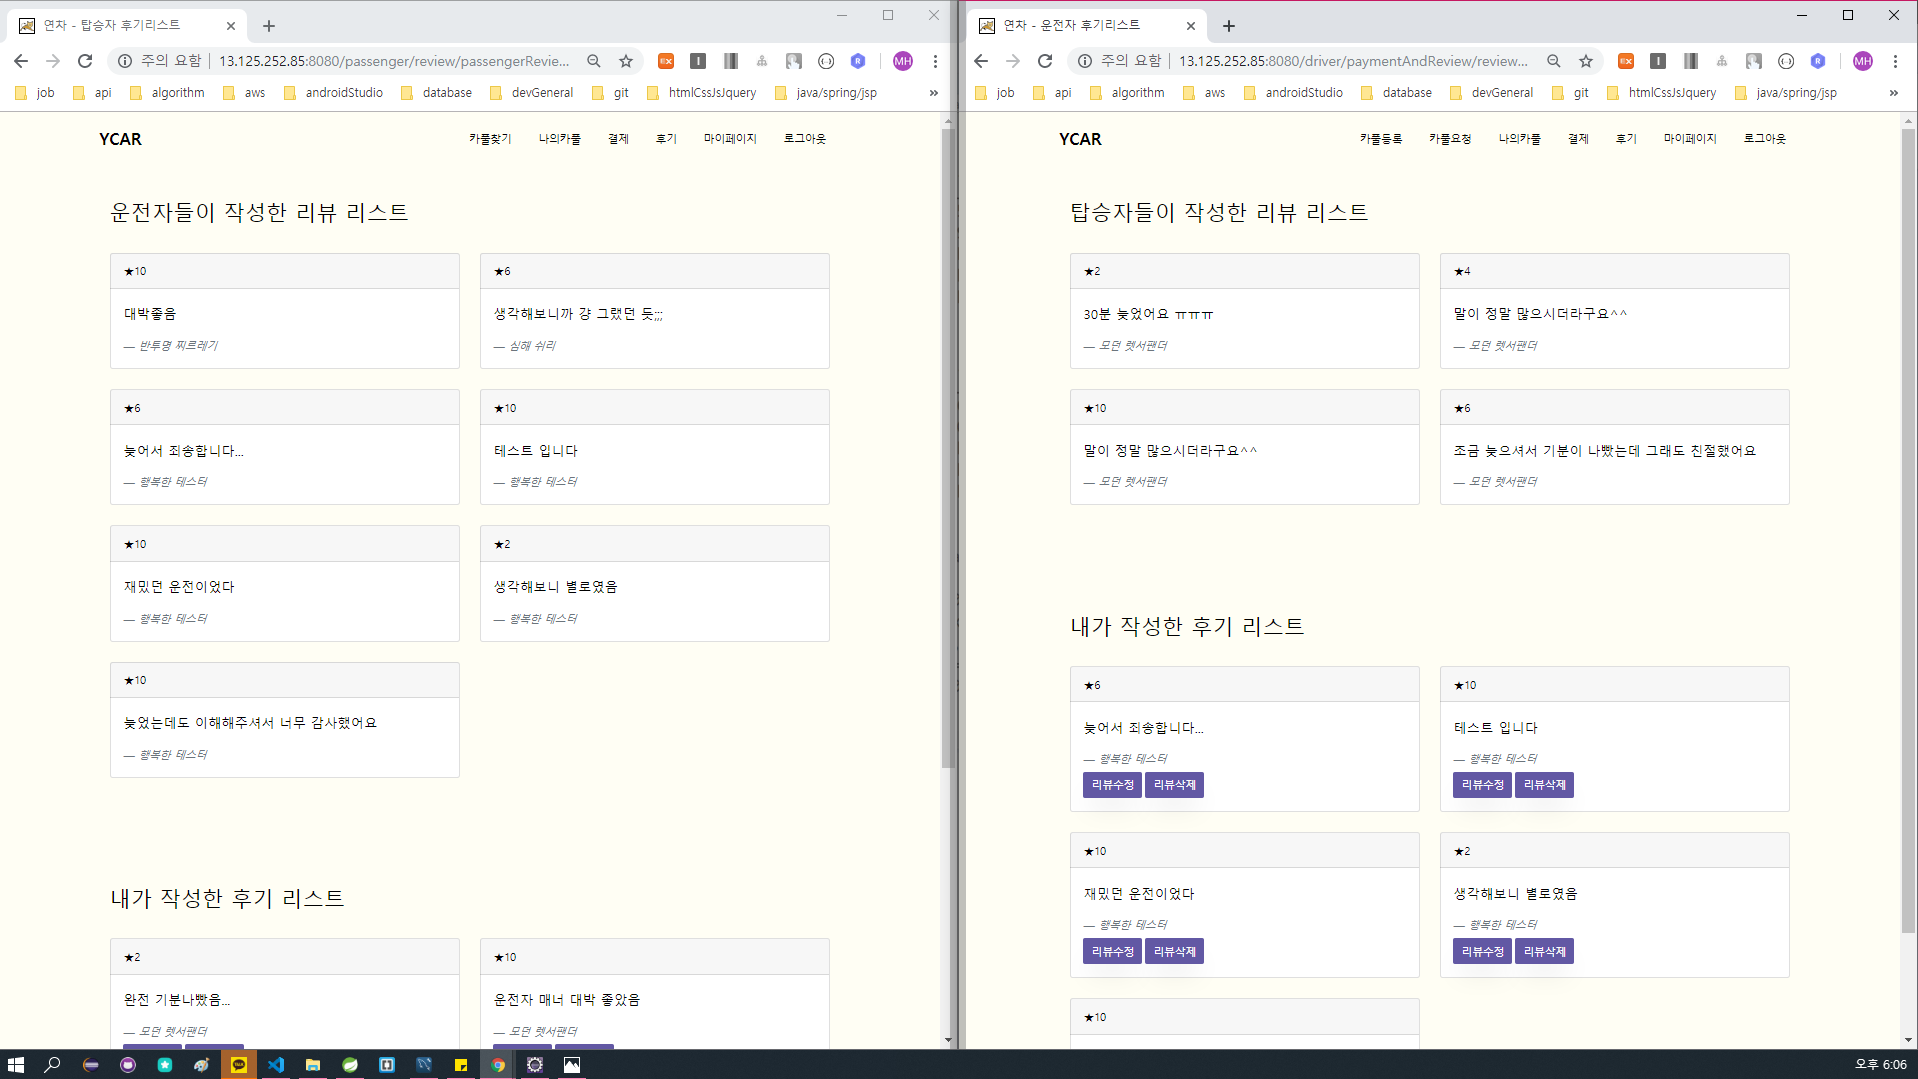 연차 - 탑승자 후기리스트
주의 요함 | 13.125.252.85:8080/passenger/review/passengerRevie...
MH
job api algorithm aws androidStudio database devGeneral git htmlCssJsJquery java/spring/jsp »
YCAR 카풀찾기 나의카풀 결제 후기 마이페이지 로그아웃
운전자들이 작성한 리뷰 리스트
★10
대박좋음
— 반투명 찌르레기
★6
생각해보니까 걍 그랬던 듯;;;
— 심해 쉬리
★6
늦어서 죄송합니다...
— 행복한 테스터
★10
테스트 입니다
— 행복한 테스터
★10
재밌던 운전이었다
— 행복한 테스터
★2
생각해보니 별로였음
— 행복한 테스터
★10
늦었는데도 이해해주셔서 너무 감사했어요
— 행복한 테스터
내가 작성한 후기 리스트
★2
완전 기분나빴음...
— 모던 렛서팬더
★10
운전자 매너 대박 좋았음
— 모던 렛서팬더
연차 - 운전자 후기리스트
주의 요함 | 13.125.252.85:8080/driver/paymentAndReview/review...
MH
job api algorithm aws androidStudio database devGeneral git htmlCssJsJquery java/spring/jsp »
YCAR 카풀등록 카풀요청 나의카풀 결제 후기 마이페이지 로그아웃
탑승자들이 작성한 리뷰 리스트
★2
30분 늦었어요 ㅠㅠㅠ
— 모던 렛서팬더
★4
말이 정말 많으시더라구요^^
— 모던 렛서팬더
★10
말이 정말 많으시더라구요^^
— 모던 렛서팬더
★6
조금 늦으셔서 기분이 나빴는데 그래도 친절했어요
— 모던 렛서팬더
내가 작성한 후기 리스트
★6
늦어서 죄송합니다...
— 행복한 테스터
리뷰수정 리뷰삭제
★10
테스트 입니다
— 행복한 테스터
리뷰수정 리뷰삭제
★10
재밌던 운전이었다
— 행복한 테스터
리뷰수정 리뷰삭제
★2
생각해보니 별로였음
— 행복한 테스터
리뷰수정 리뷰삭제
★10
오후 6:06